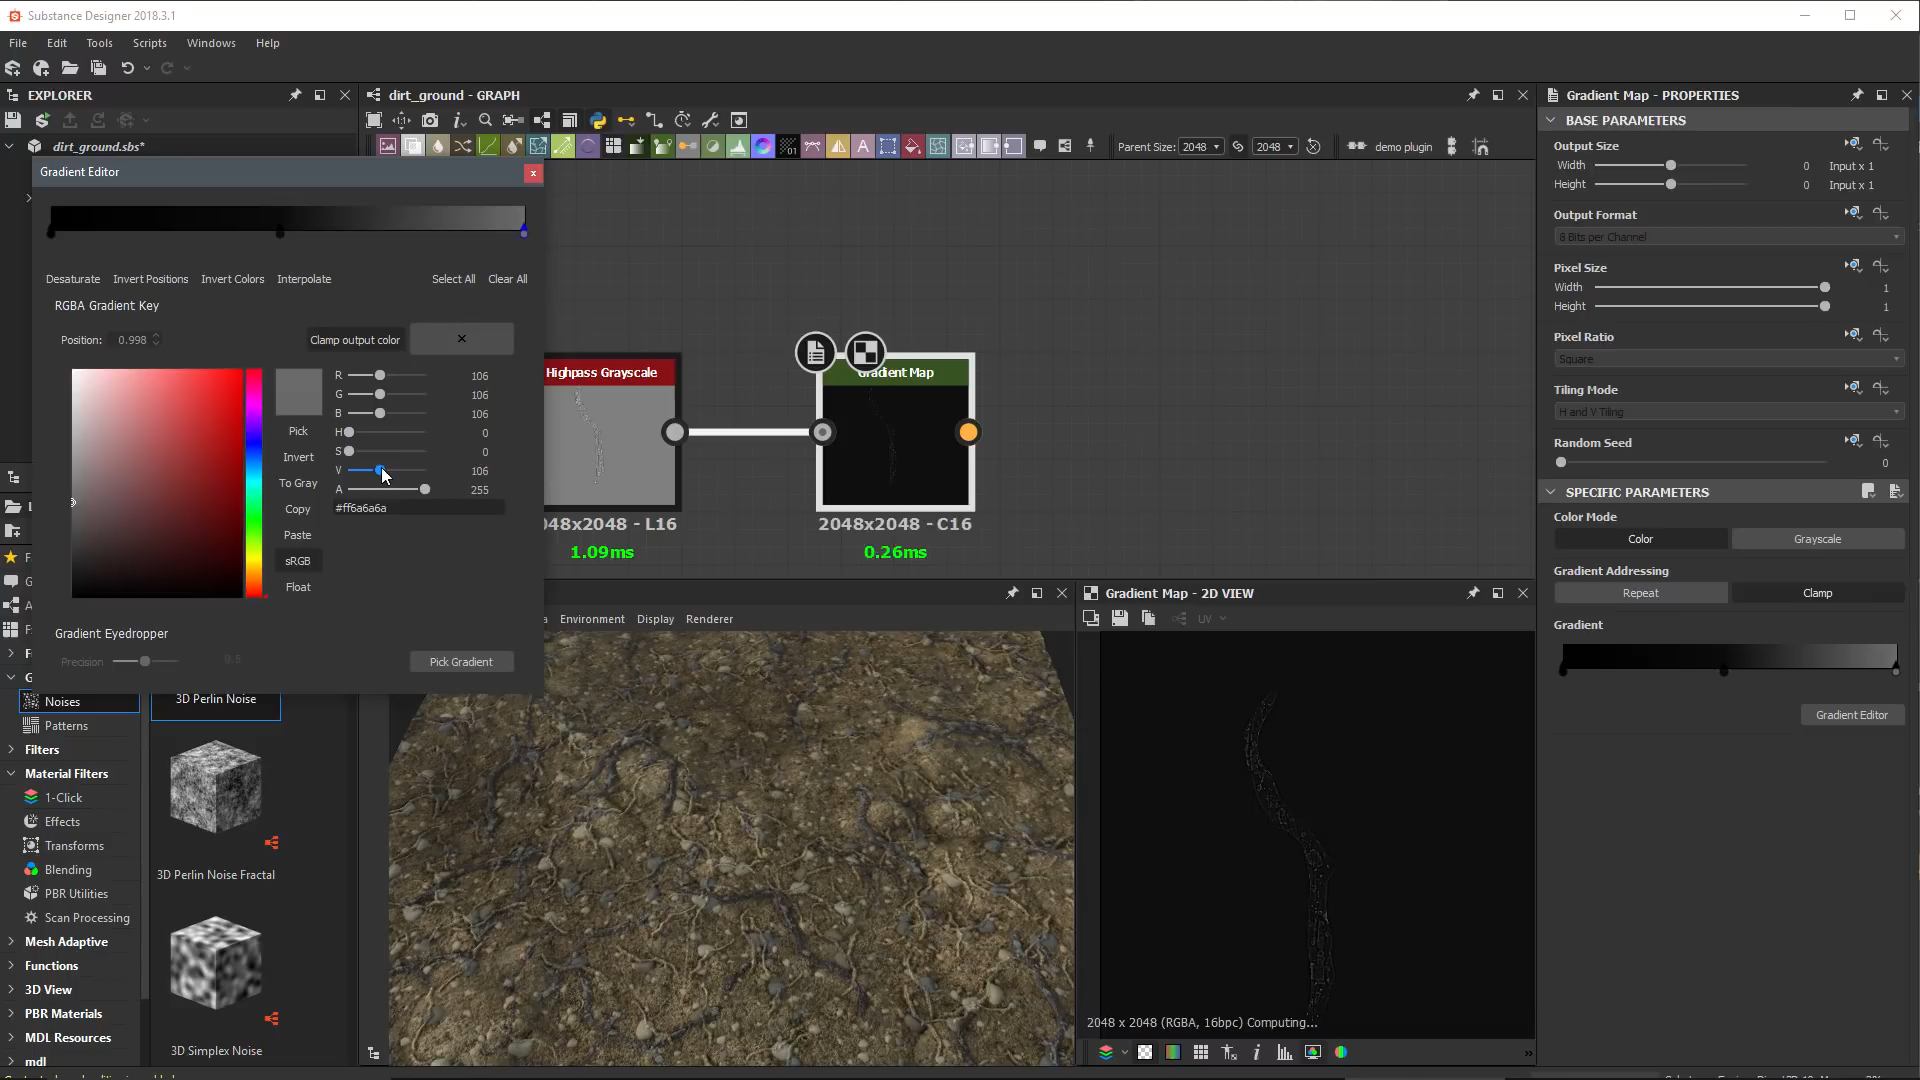 Substance Designer 2018.3.1
File Edit Tools Scripts Windows Help
EXPLORER
dirt_ground - GRAPH
Gradient Map - PROPERTIES
dirt_ground.sbs*
Parent Size: 2048 2048 demo plugin
BASE PARAMETERS
Output Size
Width 0 Input x 1
Height 0 Input x 1
Output Format
8 Bits per Channel
Pixel Size
Width 1
Height 1
Pixel Ratio
Square
Tiling Mode
H and V Tiling
Random Seed
0
SPECIFIC PARAMETERS
Color Mode
Color Grayscale
Gradient Addressing
Repeat Clamp
Gradient
Gradient Editor
Gradient Editor
Desaturate Invert Positions Invert Colors Interpolate Select All Clear All
RGBA Gradient Key
Position: 0.998 Clamp output color
R 106
G 106
B 106
H 0
S 0
V 106
A 255
#ff6a6a6a
Pick
Invert
To Gray
Copy
Paste
sRGB
Float
Gradient Eyedropper
Precision 0.5 Pick Gradient
Highpass Grayscale
048x2048 - L16
1.09ms
Gradient Map
2048x2048 - C16
0.26ms
Environment Display Renderer
Gradient Map - 2D VIEW
UV
2048 x 2048 (RGBA, 16bpc) Computing...
Noises
Patterns
Filters
Material Filters
1-Click
Effects
Transforms
Blending
PBR Utilities
Scan Processing
Mesh Adaptive
Functions
3D View
PBR Materials
MDL Resources
mdl
3D Perlin Noise
3D Perlin Noise Fractal
3D Simplex Noise